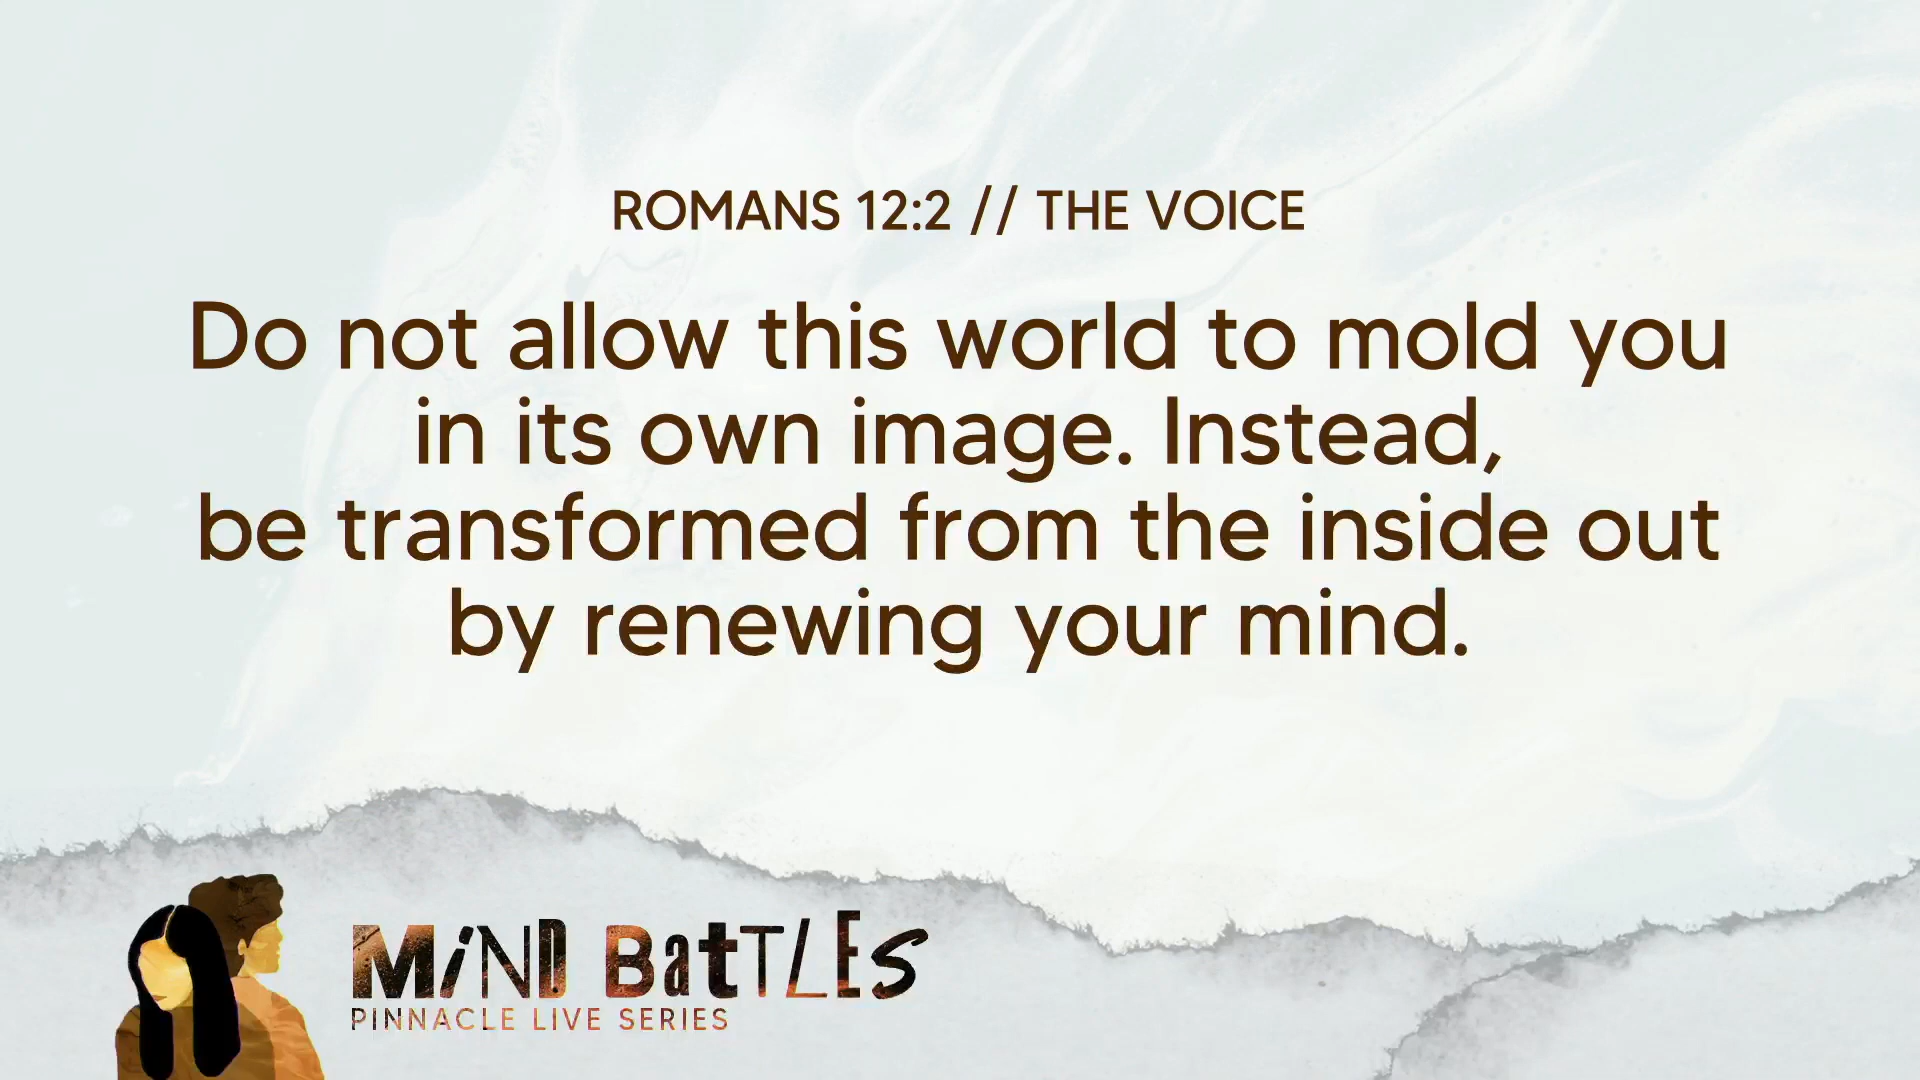 ROMANS 12:2 // THE VOICE
Do not allow this world to mold you
in its own image. Instead,
be transformed from the inside out
by renewing your mind.
MiND BatTLES
PINNACLE LIVE SERIES